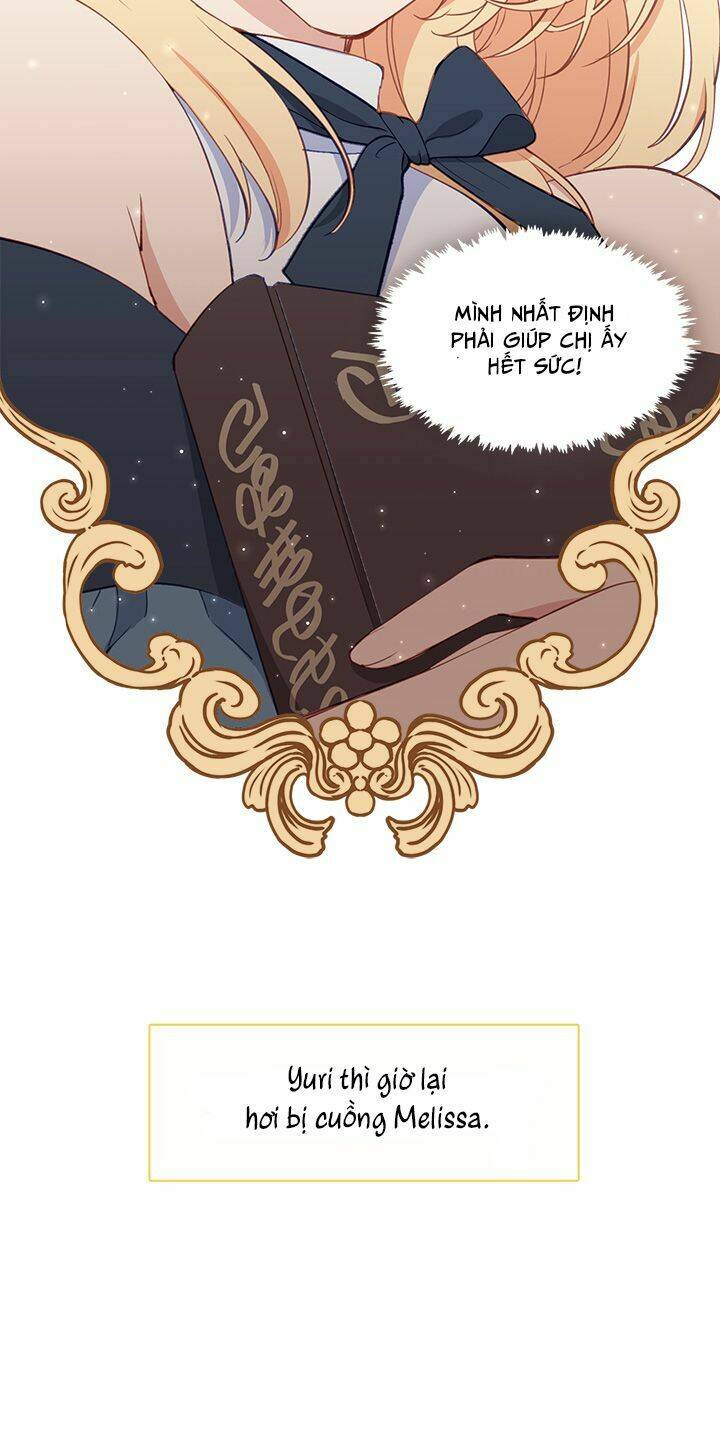 MÌNH NHẤT ĐỊNH
PHẢI GIÚP CHỊ ẤY
HẾT SỨC!
Yuri thì giờ lại
hơi bị cuồng Melissa.